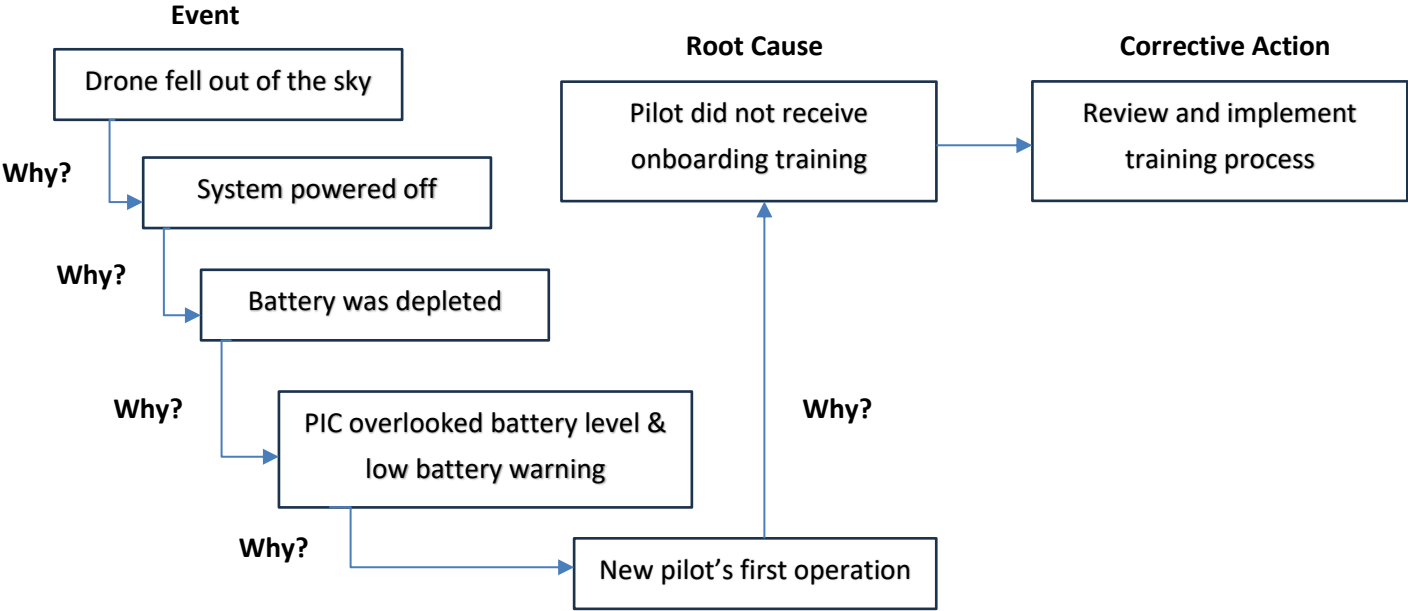 Event
Drone fell out of the sky
Why?
System powered off
Why?
Battery was depleted
Why?
PIC overlooked battery level &
low battery warning
Why?
New pilot’s first operation
Why?
Root Cause
Pilot did not receive
onboarding training
Corrective Action
Review and implement
training process